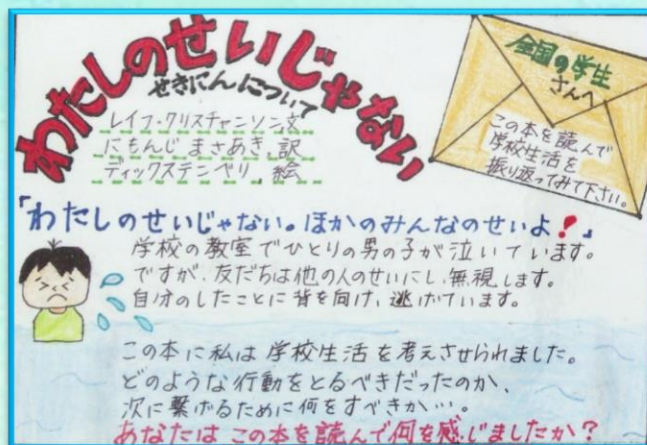 わたしのせいじゃない
せきにんについて
レイフ・クリスチャンソン 文
にもんじ まさあき 訳
ディックステンベリ 絵
全国の学生
さんへ
この本を読んで
学校生活を
振り返ってみて下さい。
「わたしのせいじゃない。ほかのみんなのせいよ!」
学校の教室でひとりの男の子が泣いています。
ですが、友だちは他の人のせいにし、無視します。
自分のしたことに背を向け、逃げています。
この本に私は学校生活を考えさせられました。
どのような行動をとるべきだったのか、
次に繋げるために何をすべきか…。
あなたはこの本を読んで何を感じましたか?